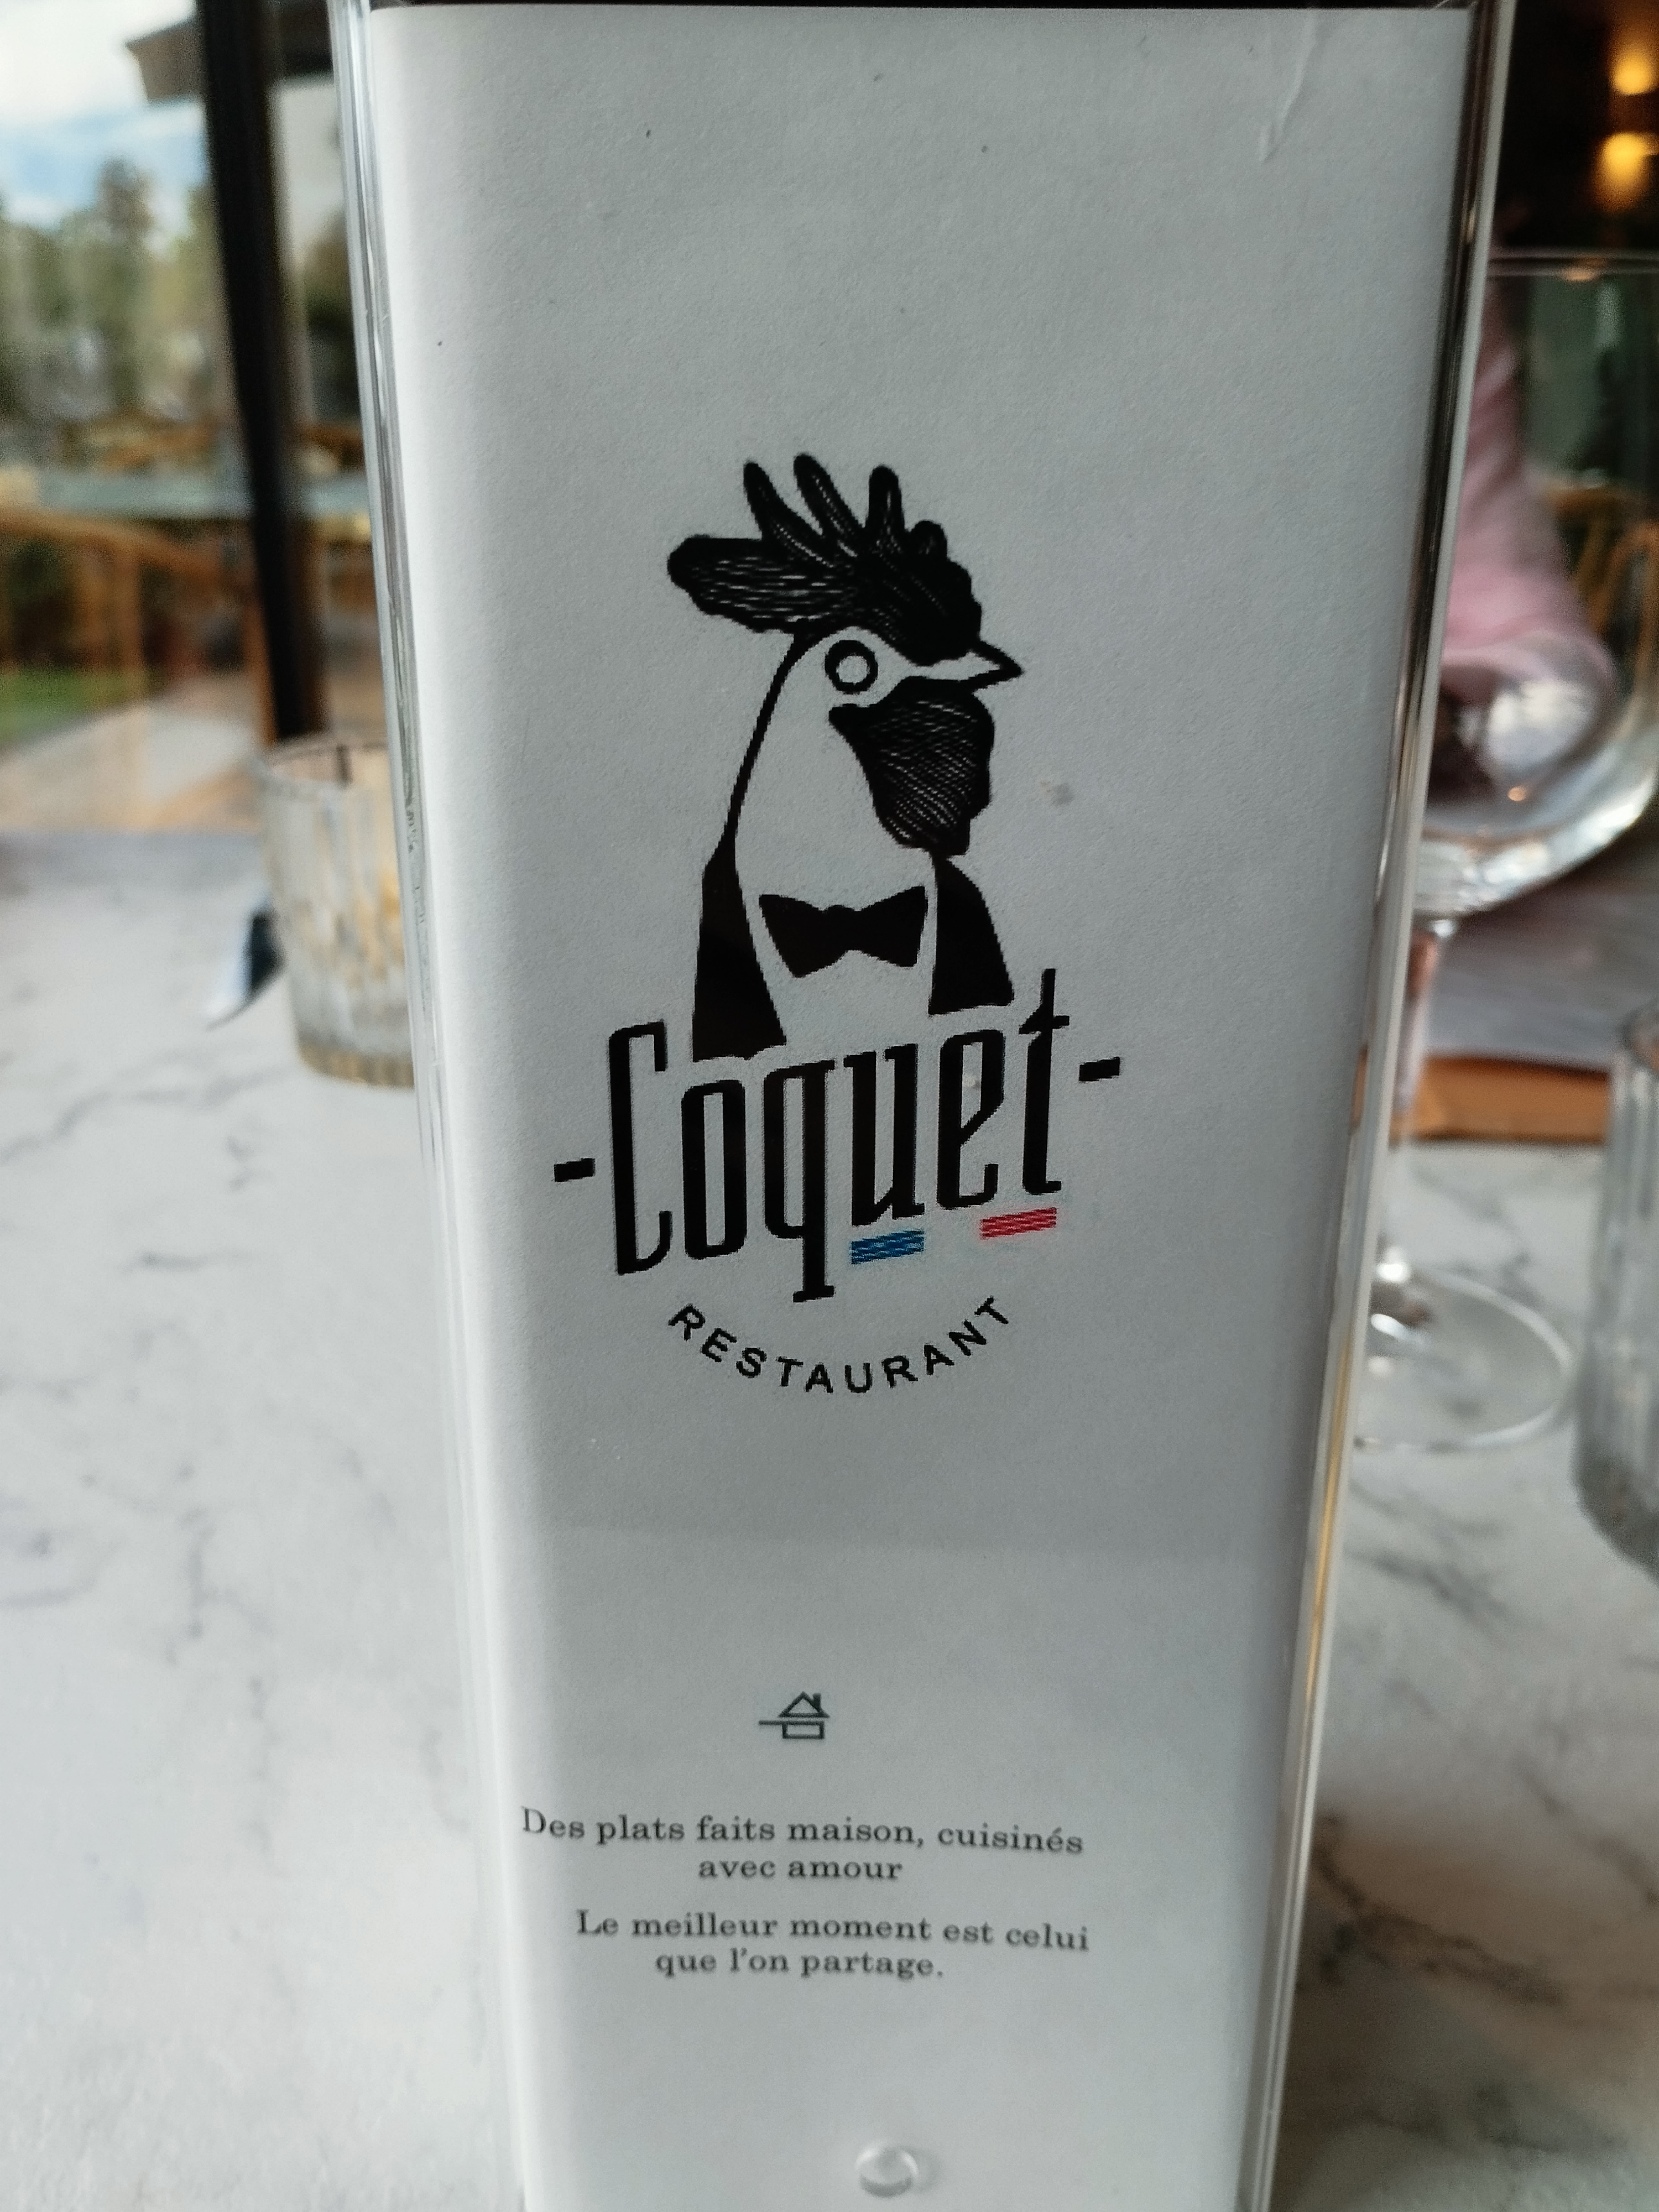 -Coquet-
RESTAURANT
Des plats faits maison, cuisinés
avec amour
Le meilleur moment est celui
que l'on partage.